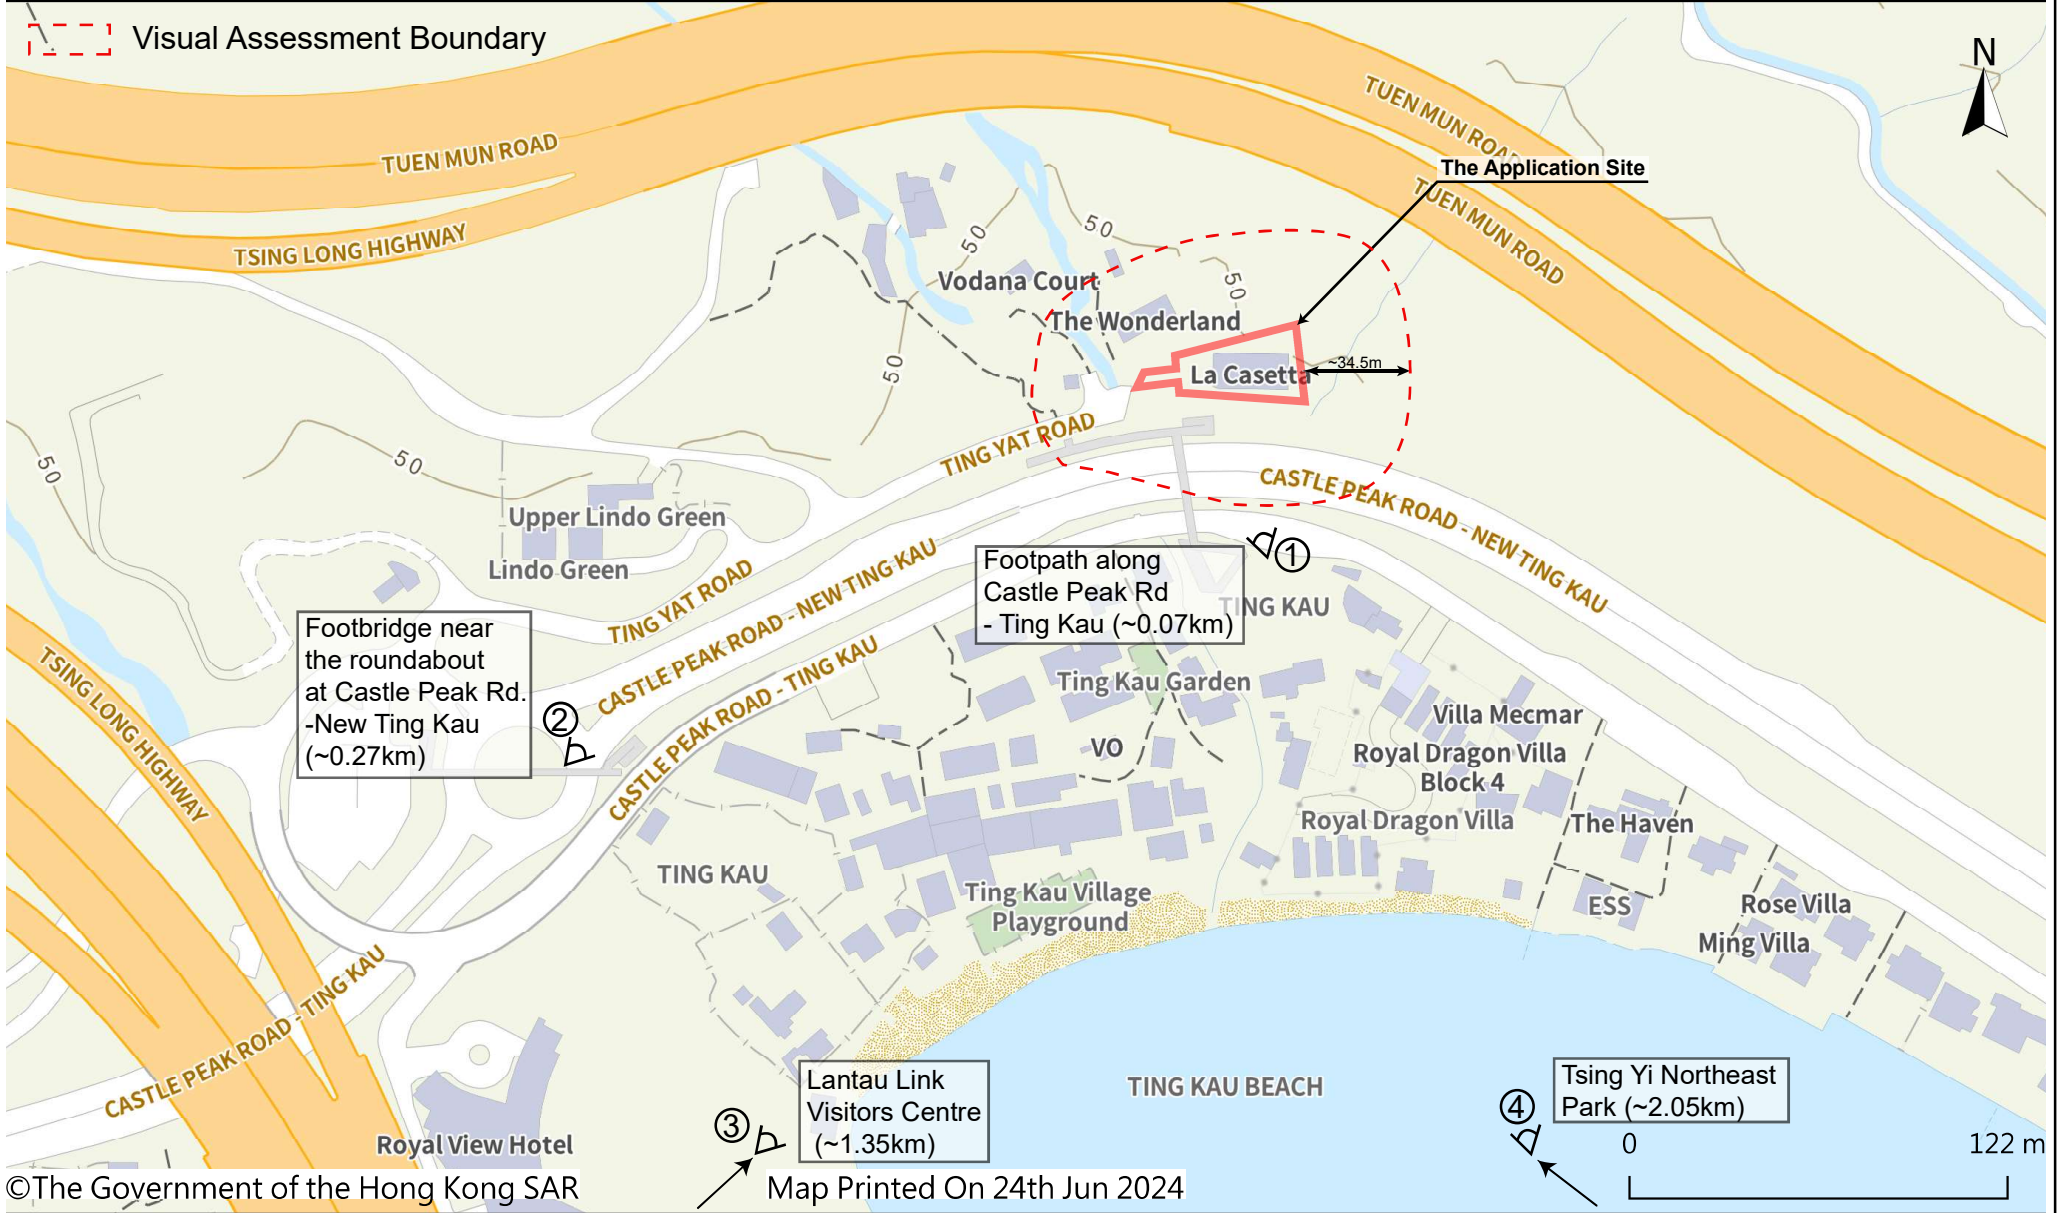 Visual Assessment Boundary
N
TUEN MUN ROAD
TUEN MUN ROAD
The Application Site
TUEN MUN ROAD
TSING LONG HIGHWAY
50
50
50
Vodana Court
The Wonderland
~34.5m
La Casetta
50
50
50
TING YAT ROAD
CASTLE PEAK ROAD - NEW TING KAU
Upper Lindo Green
Lindo Green
TING YAT ROAD
CASTLE PEAK ROAD - NEW TING KAU
CASTLE PEAK ROAD - TING KAU
Footpath along
Castle Peak Rd
- Ting Kau (~0.07km)
1
TING KAU
Footbridge near
the roundabout
at Castle Peak Rd.
-New Ting Kau
(~0.27km)
2
TSING LONG HIGHWAY
Ting Kau Garden
VO
Villa Mecmar
Royal Dragon Villa
Block 4
Royal Dragon Villa
The Haven
TING KAU
Ting Kau Village
Playground
ESS
Rose Villa
Ming Villa
CASTLE PEAK ROAD - TING KAU
Royal View Hotel
3
Lantau Link
Visitors Centre
(~1.35km)
TING KAU BEACH
4
Tsing Yi Northeast
Park (~2.05km)
0
122 m
©The Government of the Hong Kong SAR
Map Printed On 24th Jun 2024